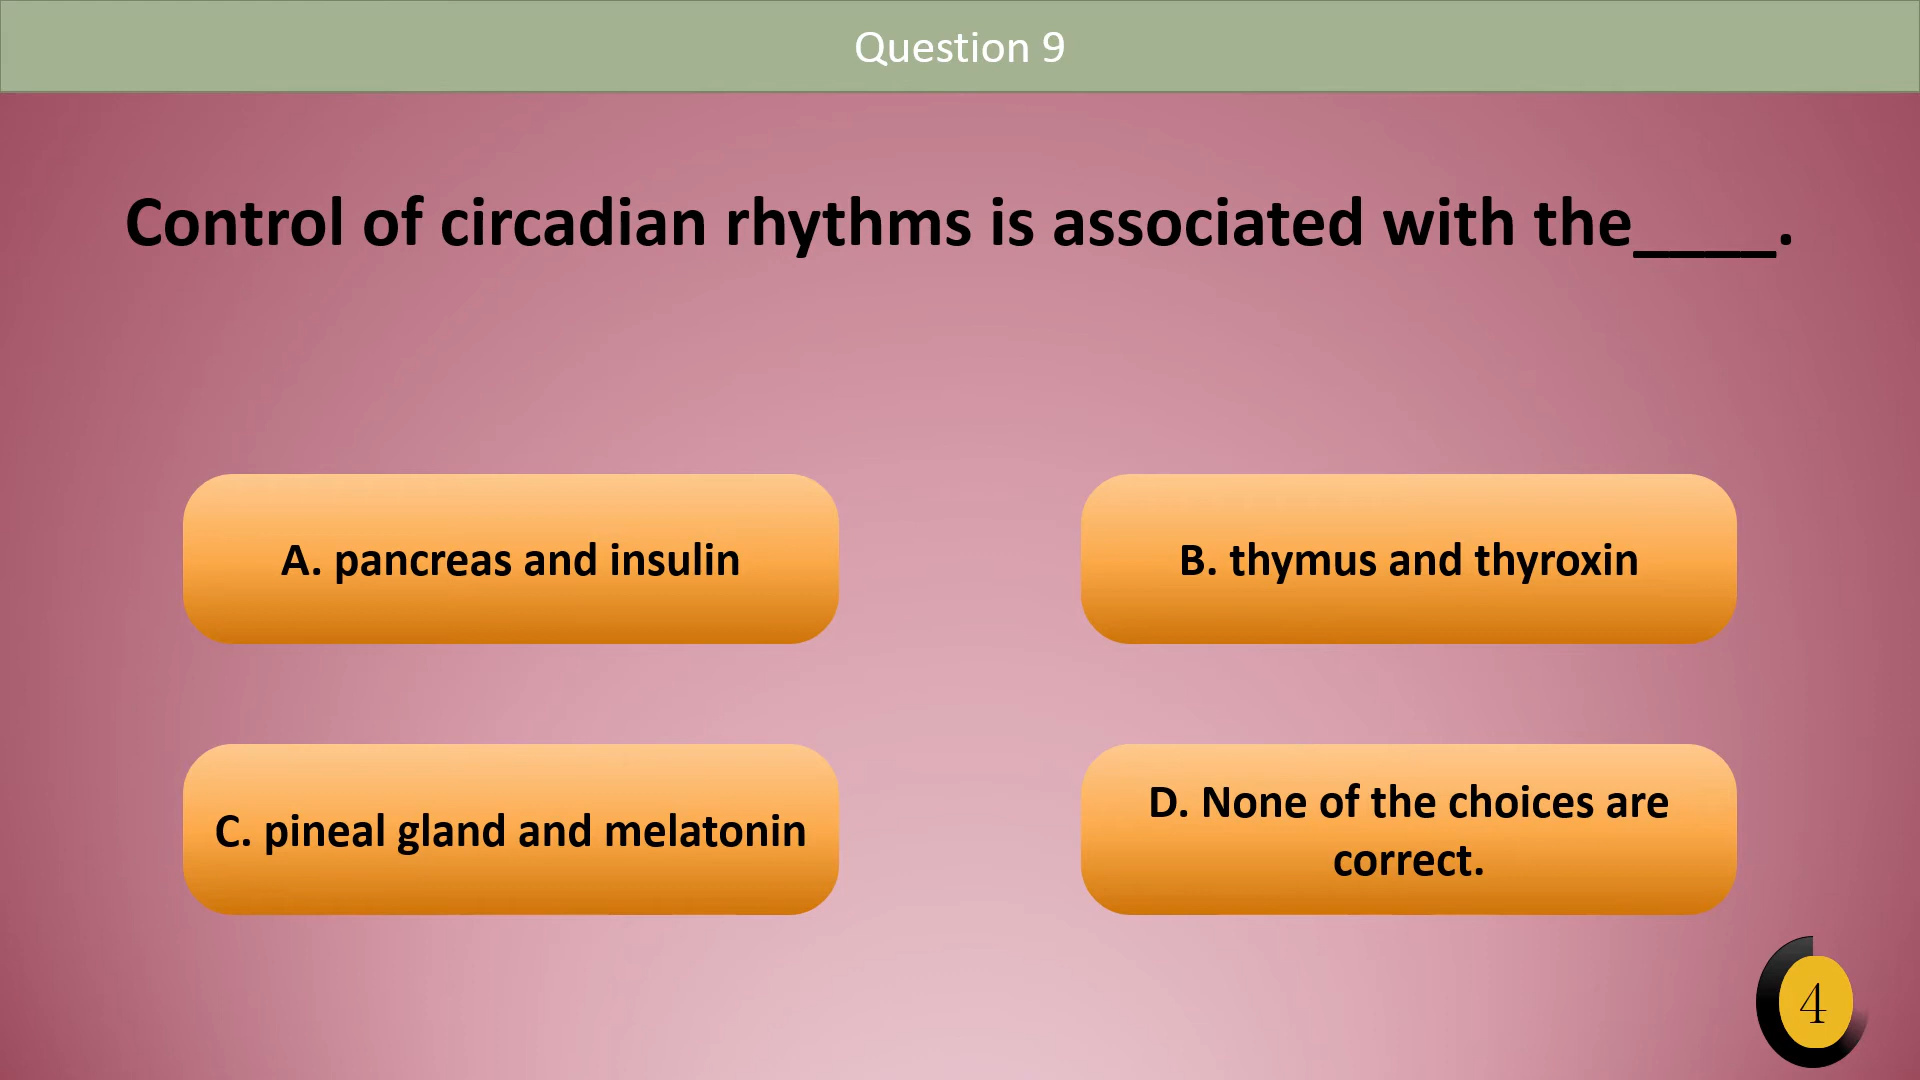 Question 9
Control of circadian rhythms is associated with the____.
A. pancreas and insulin
B. thymus and thyroxin
C. pineal gland and melatonin
D. None of the choices are
correct.
4